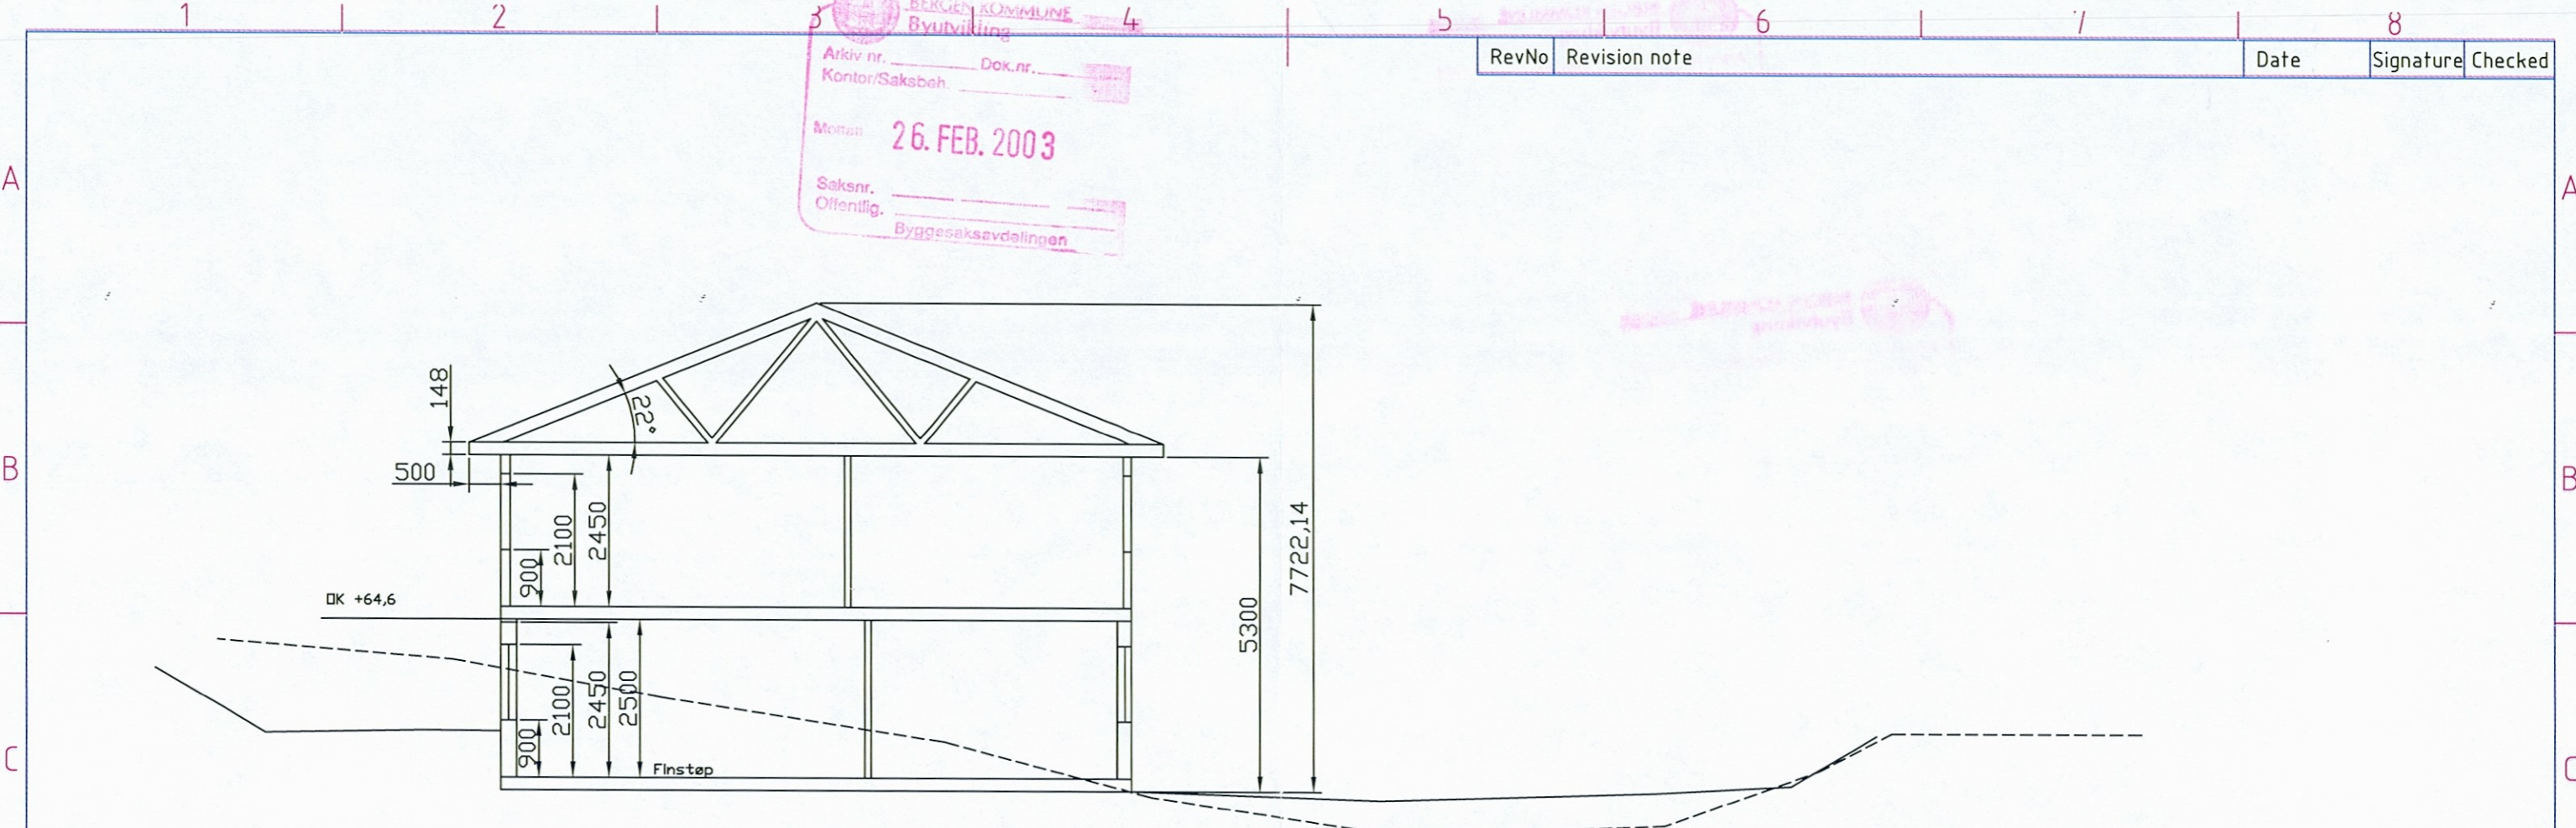 1 2 3 4 5 6 7 8
BERGEN KOMMUNE
Byutvikling
Arkiv nr. Dok.nr.
Kontor/Saksbeh.
Mottatt 26. FEB. 2003
Saksnr.
Offentlig.
Byggesaksavdelingen
RevNo Revision note Date Signature Checked
A A
148
22°
B B
500
2100 2450
900
7722,14
5300
OK +64,6
2100 2450 2500
900
Finstøp
C C